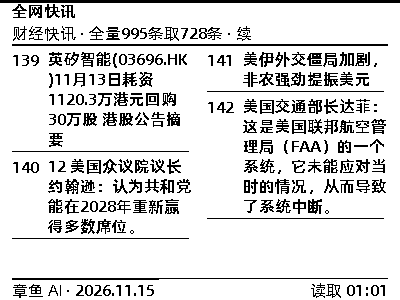 全网快讯
财经快讯 · 全量995条取728条 · 续
139 英矽智能(03696.HK
)11月13日耗资
1120.3万港元回购
30万股 港股公告摘
要
140 12 美国众议院议长
约翰逊：认为共和党
能在2028年重新赢
得多数席位。
141 美伊外交僵局加剧，
非农强劲提振美元
142 美国交通部长达菲：
这是美国联邦航空管
理局（FAA）的一个
系统，它未能应对当
时的情况，从而导致
了系统中断。
章鱼 AI · 2026.11.15
读取 01:01